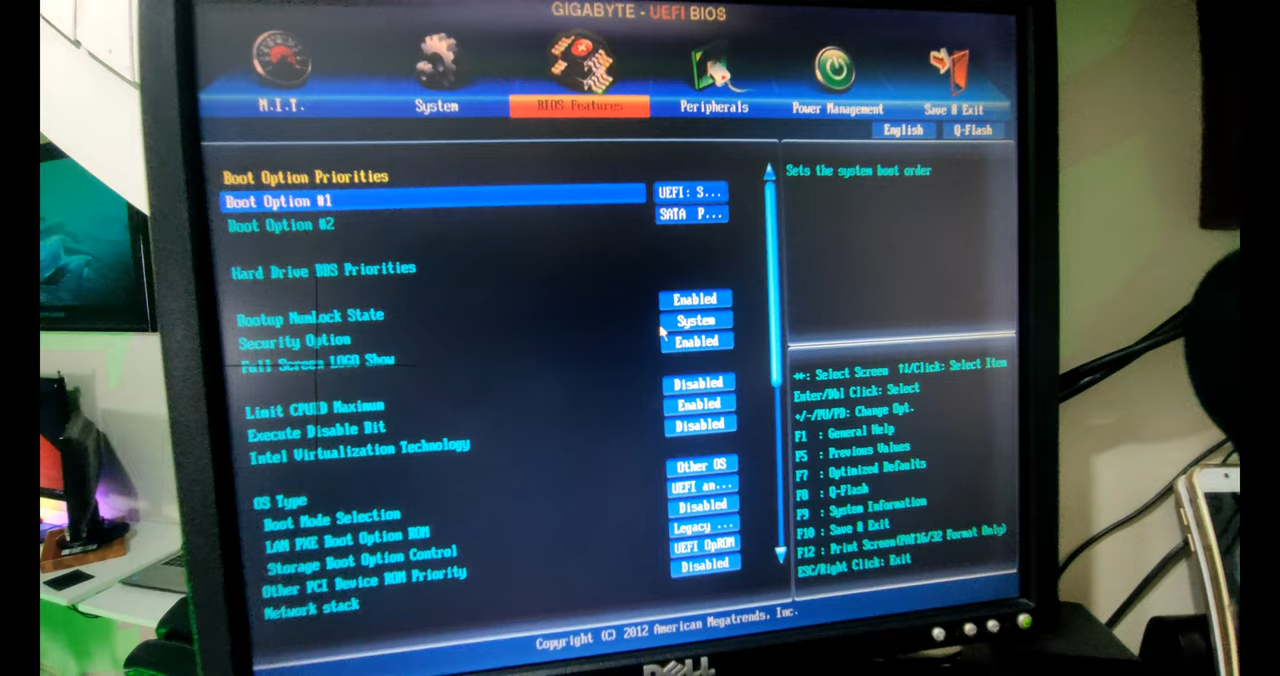 GIGABYTE - UEFI BIOS
M.I.T.
System
BIOS Features
Peripherals
Power Management
Save & Exit
English
Q-Flash
Boot Option Priorities
Boot Option #1 UEFI: S...
Boot Option #2 SATA P...
Hard Drive BBS Priorities
Bootup NumLock State Enabled
Security Option System
Full Screen LOGO Show Enabled
Limit CPUID Maximum Disabled
Execute Disable Bit Enabled
Intel Virtualization Technology Disabled
OS Type Other OS
Boot Mode Selection UEFI an...
LAN PXE Boot Option ROM Disabled
Storage Boot Option Control Legacy ...
Other PCI Device ROM Priority UEFI OpROM
Network stack Disabled
Sets the system boot order
→←: Select Screen ↑↓/Click: Select Item
Enter/Dbl Click: Select
+/-/PU/PD: Change Opt.
F1 : General Help
F5 : Previous Values
F7 : Optimized Defaults
F8 : Q-Flash
F9 : System Information
F10 : Save & Exit
F12 : Print Screen(FAT16/32 Format Only)
ESC/Right Click: Exit
Copyright (C) 2012 American Megatrends, Inc.
DELL